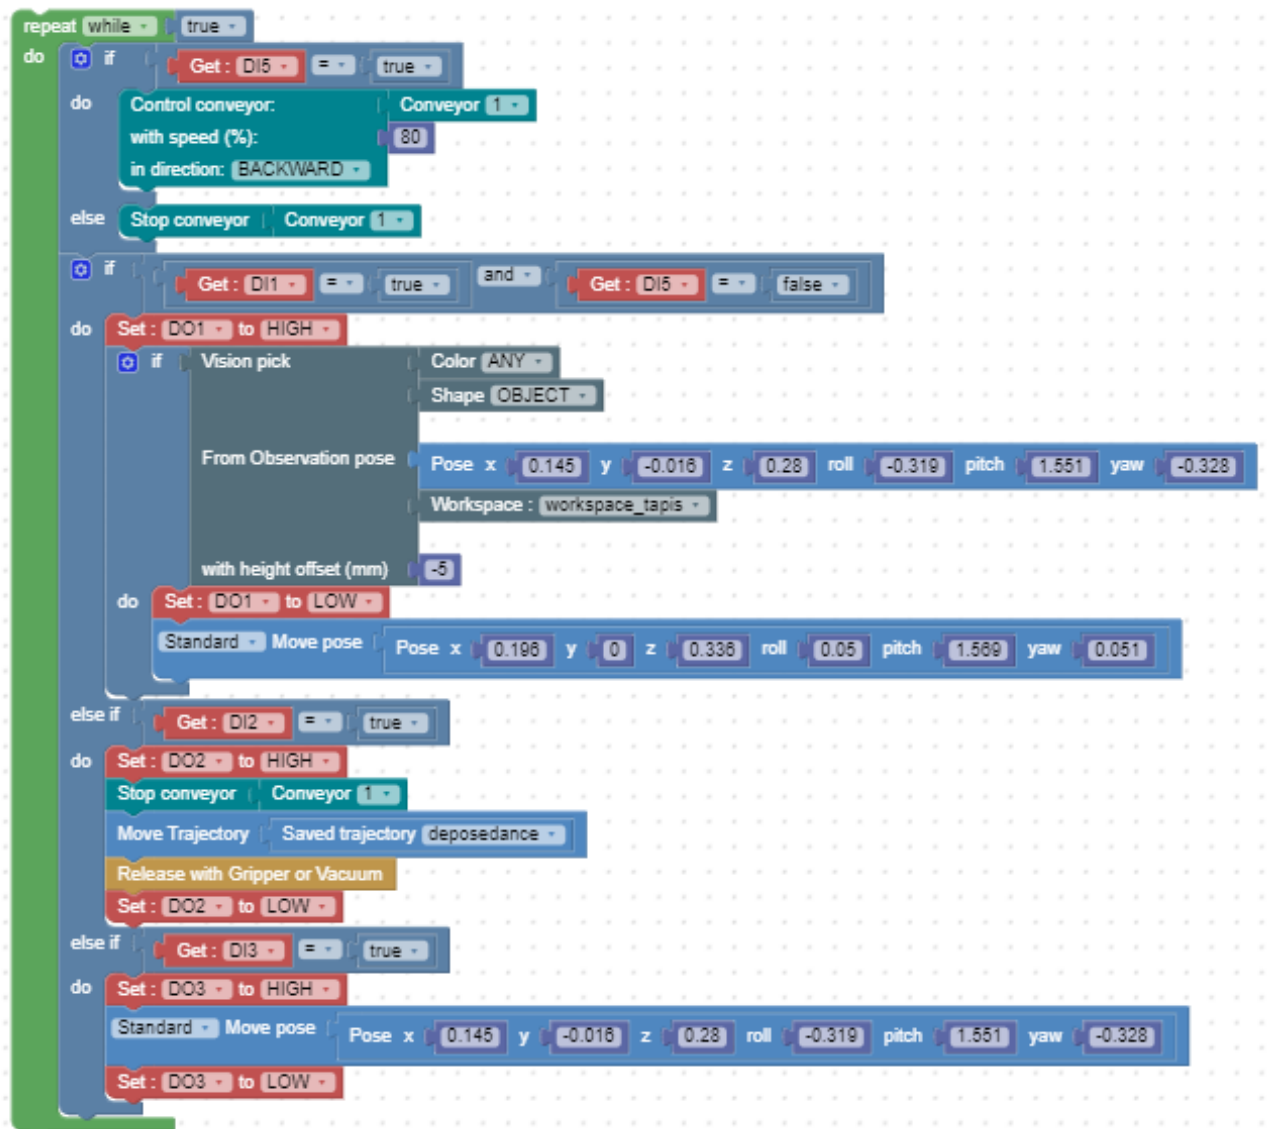 repeat while true
do if Get : DI5 = true
do Control conveyor: Conveyor 1
with speed (%): 80
in direction: BACKWARD
else Stop conveyor Conveyor 1
if Get : DI1 = true and Get : DI5 = false
do Set : DO1 to HIGH
if Vision pick Color ANY
Shape OBJECT
From Observation pose Pose x 0.145 y -0.016 z 0.28 roll -0.319 pitch 1.551 yaw -0.328
Workspace : workspace_tapis
with height offset (mm) -5
do Set : DO1 to LOW
Standard Move pose Pose x 0.196 y 0 z 0.336 roll 0.05 pitch 1.569 yaw 0.051
else if Get : DI2 = true
do Set : DO2 to HIGH
Stop conveyor Conveyor 1
Move Trajectory Saved trajectory deposedance
Release with Gripper or Vacuum
Set : DO2 to LOW
else if Get : DI3 = true
do Set : DO3 to HIGH
Standard Move pose Pose x 0.145 y -0.016 z 0.28 roll -0.319 pitch 1.551 yaw -0.328
Set : DO3 to LOW